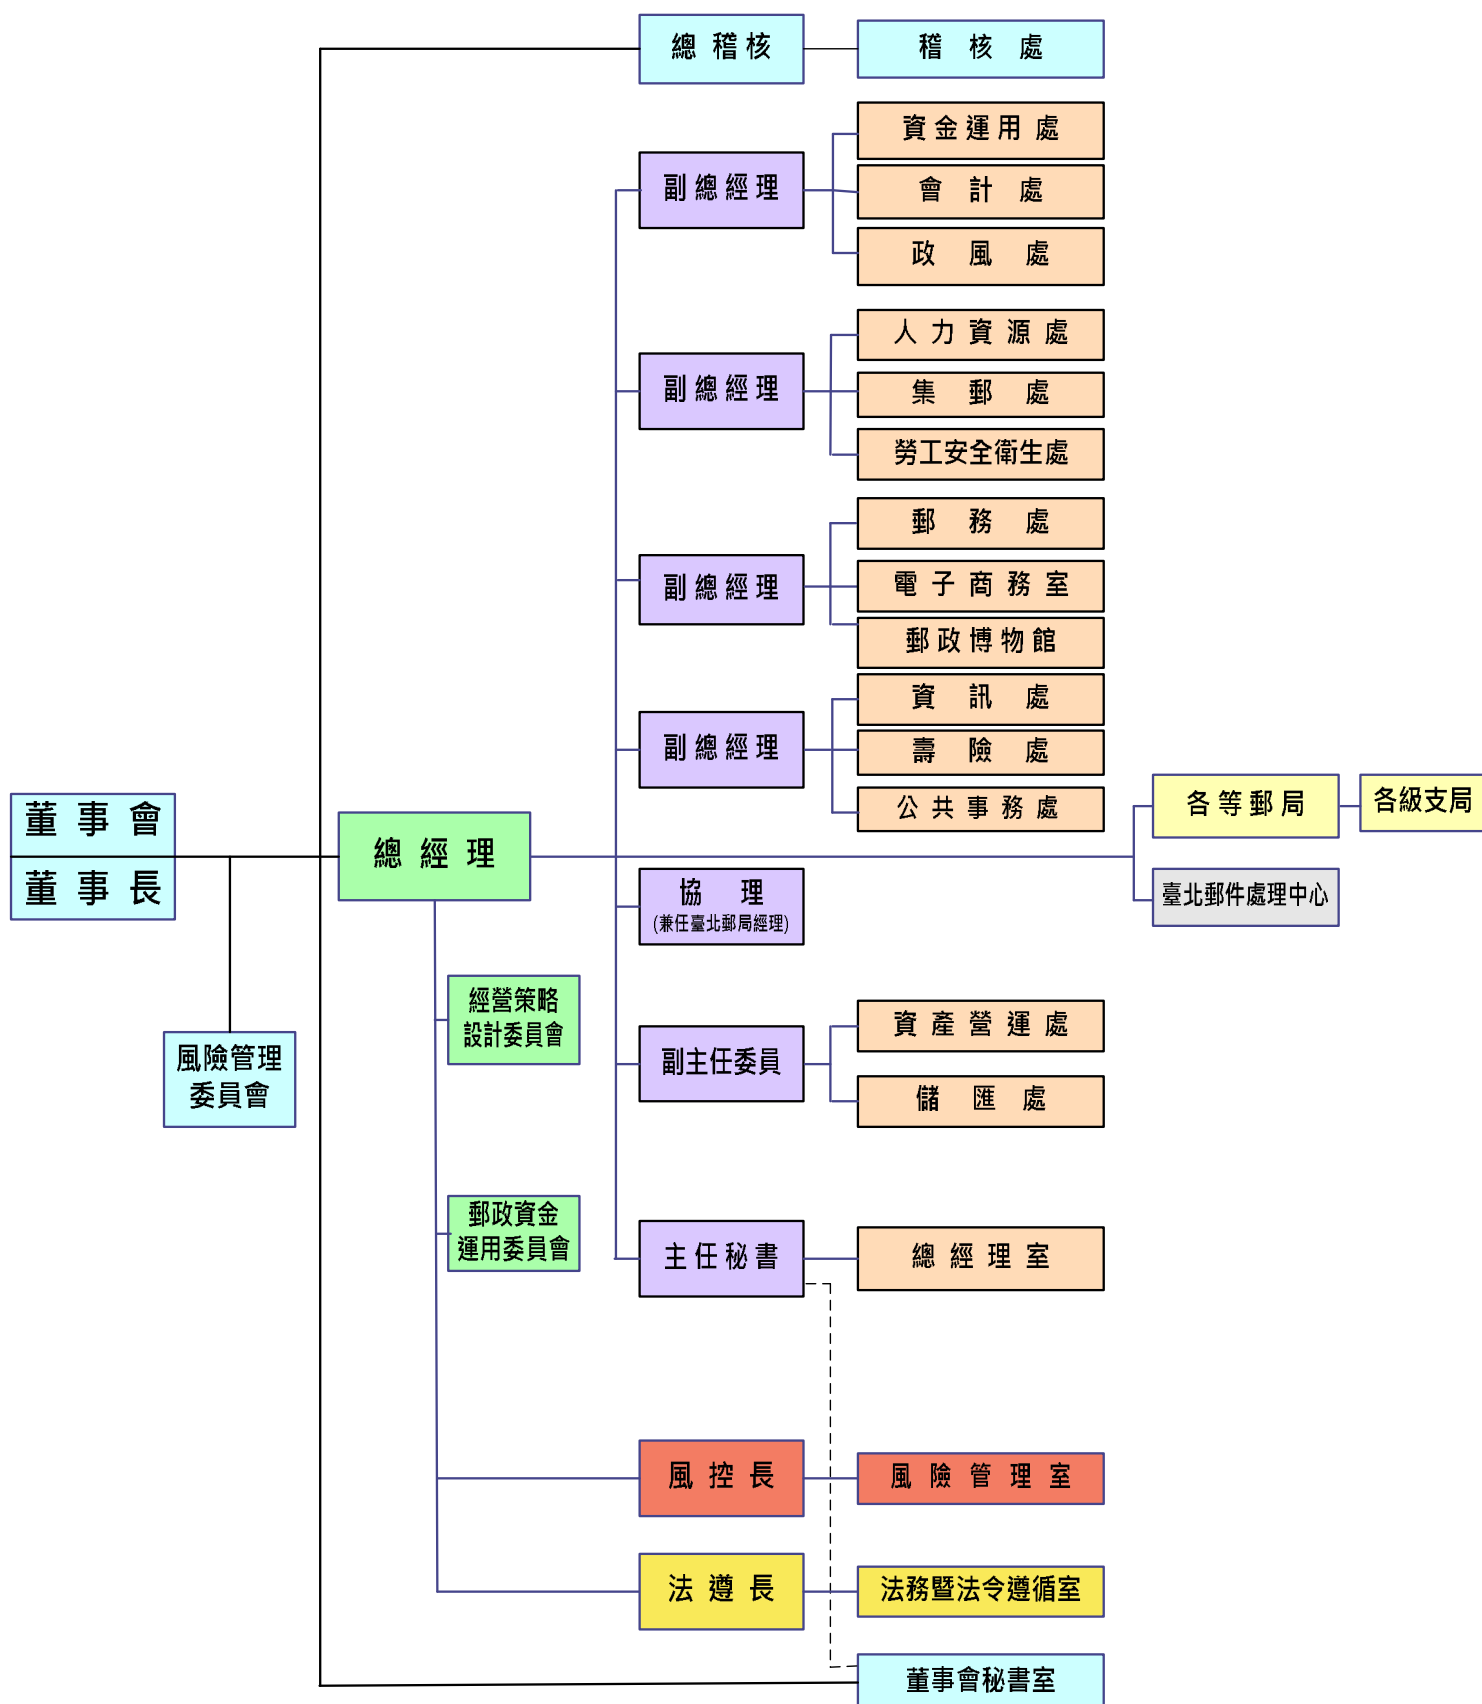 總稽核
稽核處
副總經理
資金運用處
會計處
政風處
副總經理
人力資源處
集郵處
勞工安全衛生處
副總經理
郵務處
電子商務室
郵政博物館
副總經理
資訊處
壽險處
公共事務處
董事會
董事長
風險管理
委員會
總經理
各等郵局
各級支局
臺北郵件處理中心
協理
(兼任臺北郵局經理)
經營策略
設計委員會
副主任委員
資產營運處
儲匯處
郵政資金
運用委員會
主任秘書
總經理室
風控長
風險管理室
法遵長
法務暨法令遵循室
董事會秘書室